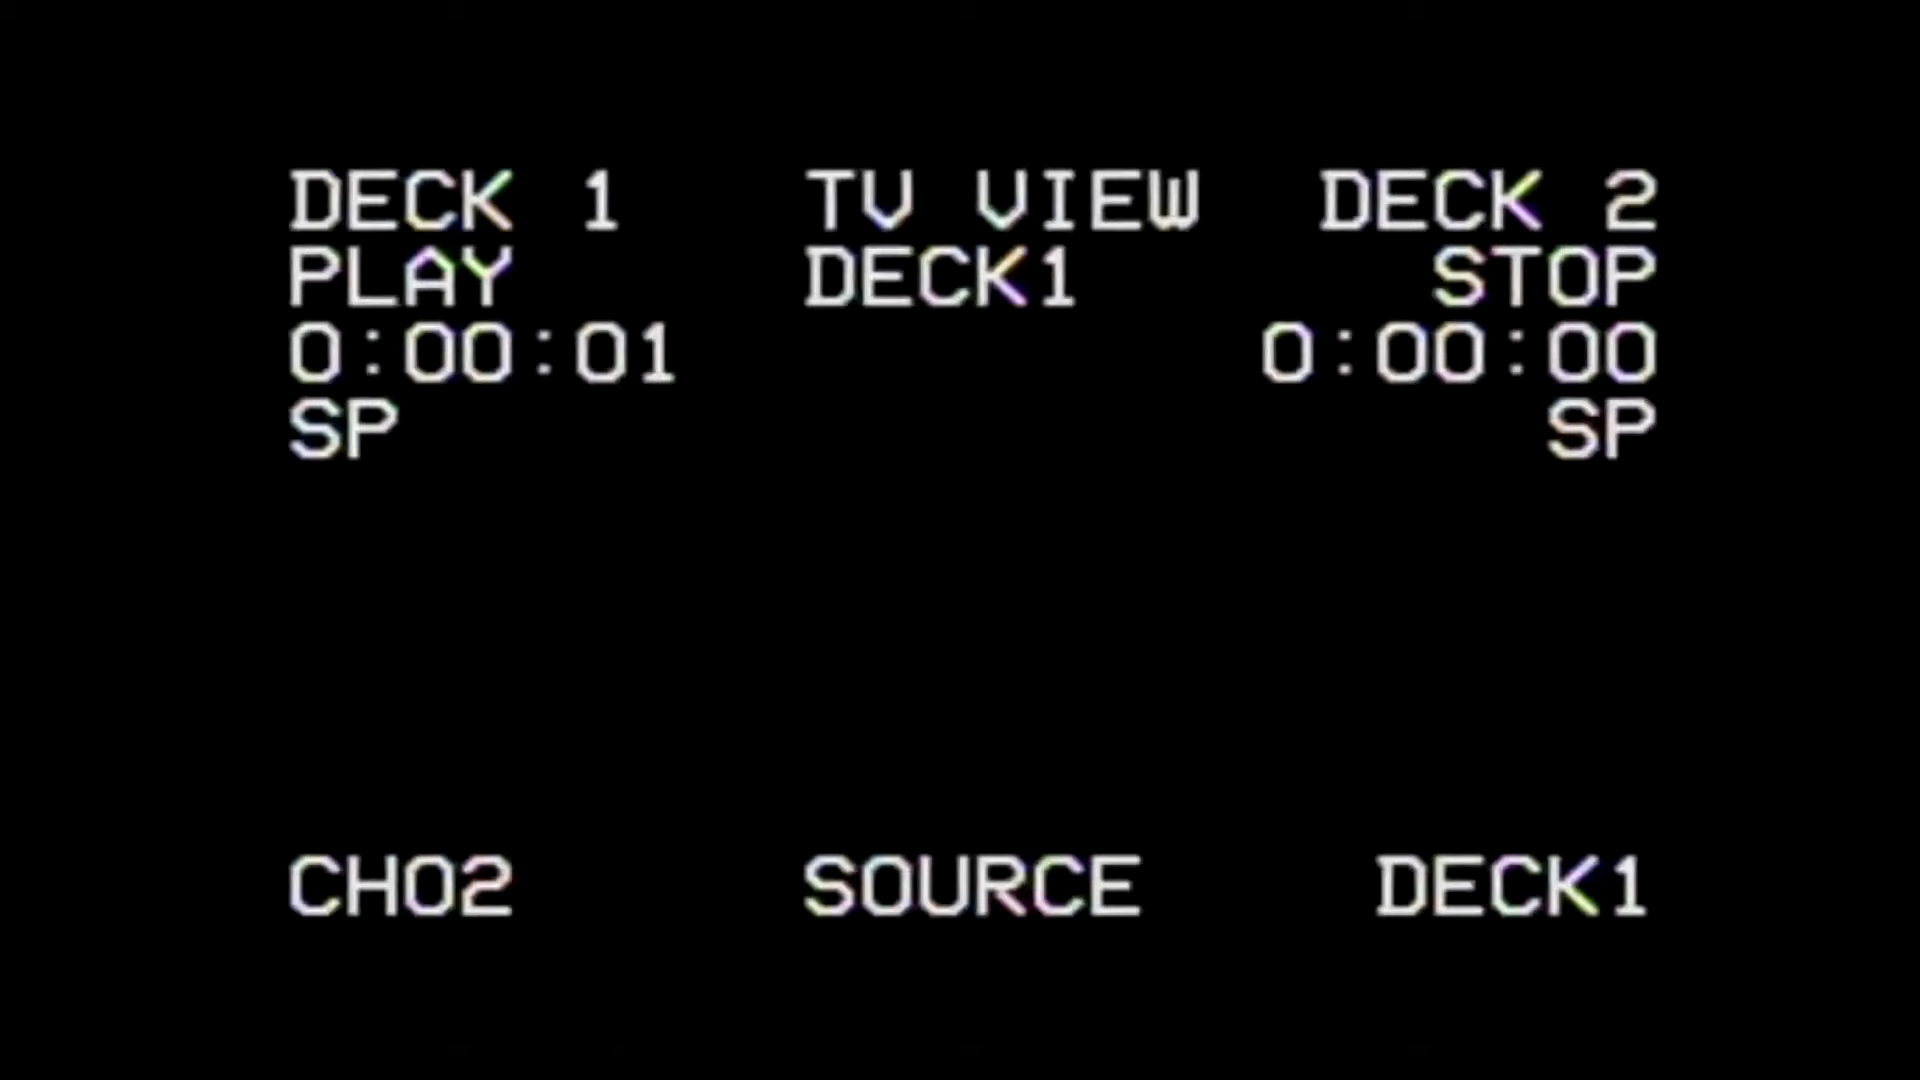 DECK 1 TV VIEW DECK 2
PLAY DECK1 STOP
0:00:01 0:00:00
SP SP
CH02 SOURCE DECK1